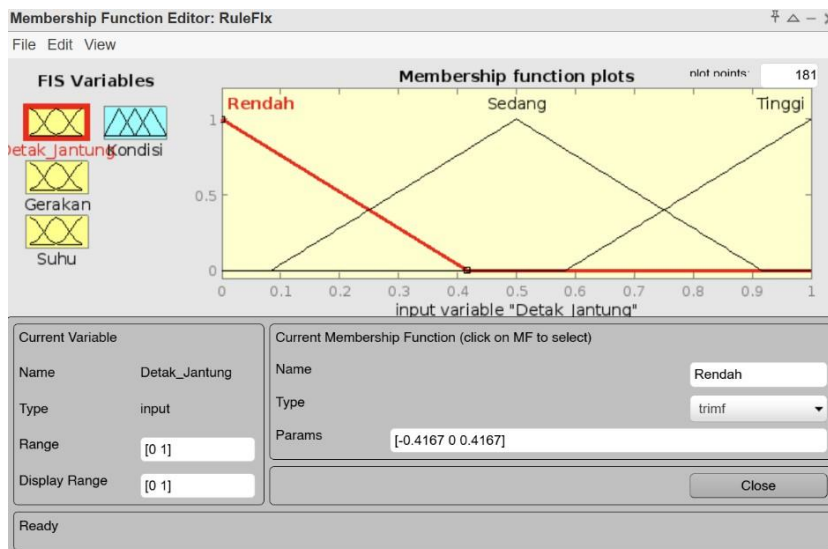 Membership Function Editor: RuleFIx
File Edit View
FIS Variables
Detak_Jantung
Kondisi
Gerakan
Suhu
Membership function plots
plot points:
181
Rendah
Sedang
Tinggi
1
0.5
0
0 0.1 0.2 0.3 0.4 0.5 0.6 0.7 0.8 0.9 1
input variable "Detak_Jantung"
Current Variable
Name Detak_Jantung
Type input
Range [0 1]
Display Range [0 1]
Current Membership Function (click on MF to select)
Name Rendah
Type trimf
Params [-0.4167 0 0.4167]
Close
Ready